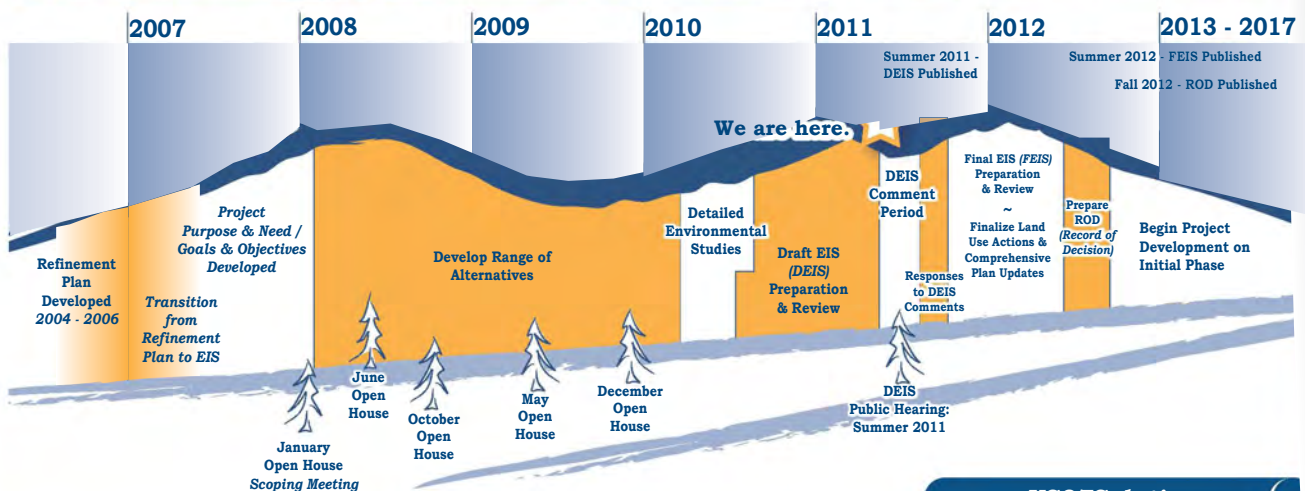 2007
2008
2009
2010
2011
2012
2013 - 2017
Summer 2011 -
DEIS Published
Summer 2012 - FEIS Published
Fall 2012 - ROD Published
We are here.
Refinement
Plan
Developed
2004 - 2006
Transition
from
Refinement
Plan to EIS
Project
Purpose & Need /
Goals & Objectives
Developed
Develop Range of
Alternatives
Detailed
Environmental
Studies
Draft EIS
(DEIS)
Preparation
& Review
DEIS
Comment
Period
Responses
to DEIS
Comments
Final EIS (FEIS)
Preparation
& Review
~
Finalize Land
Use Actions &
Comprehensive
Plan Updates
Prepare
ROD
(Record of
Decision)
Begin Project
Development on
Initial Phase
January
Open House
Scoping Meeting
June
Open
House
October
Open
House
May
Open
House
December
Open
House
DEIS
Public Hearing:
Summer 2011